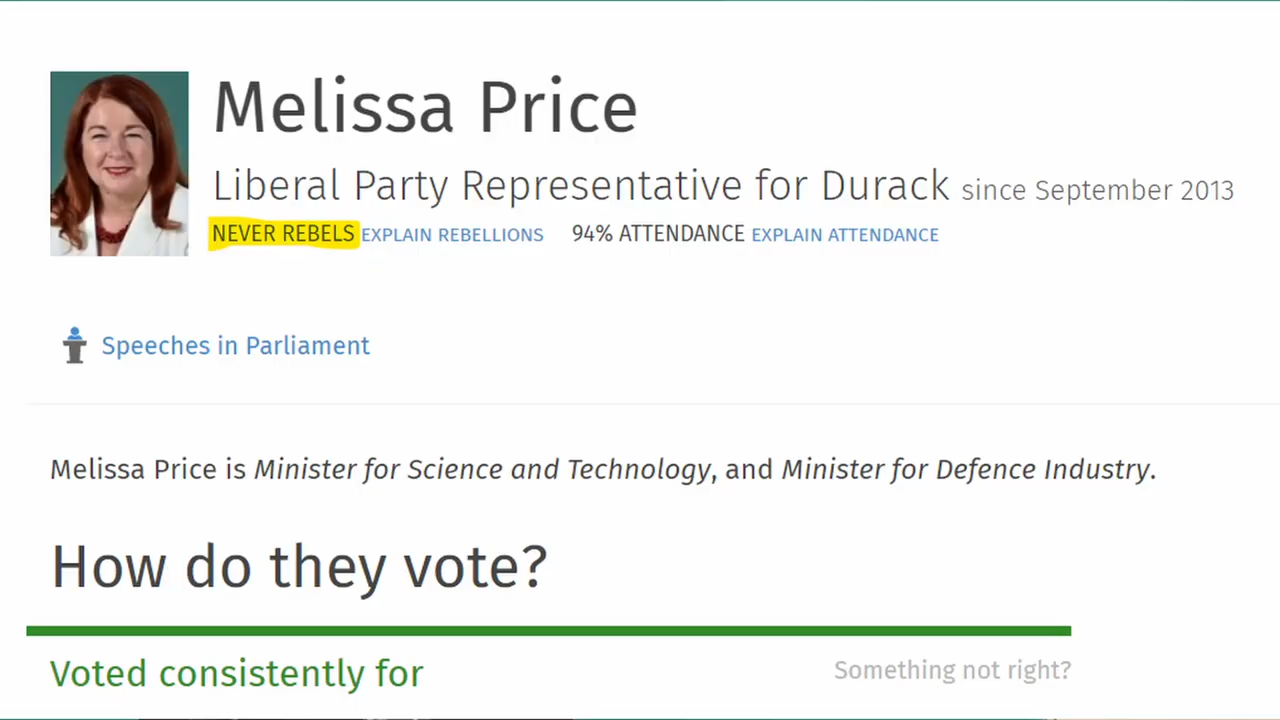 Melissa Price
Liberal Party Representative for Durack since September 2013
NEVER REBELS EXPLAIN REBELLIONS 94% ATTENDANCE EXPLAIN ATTENDANCE
Speeches in Parliament
Melissa Price is Minister for Science and Technology, and Minister for Defence Industry.
How do they vote?
Voted consistently for
Something not right?